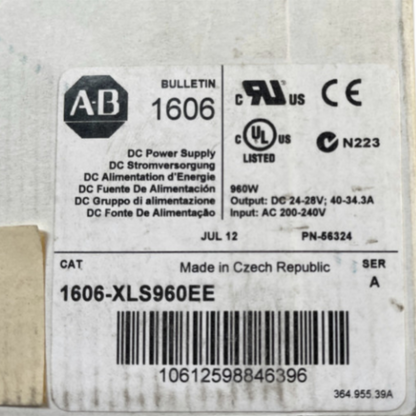 A-B
BULLETIN
1606
DC Power Supply
DC Stromversorgung
DC Alimentation d'Energie
DC Fuente De Alimentación
DC Gruppo di alimentazione
DC Fonte De Alimentação
c RU US CE
c UL us
LISTED
N223
960W
Output: DC 24-28V; 40-34.3A
Input: AC 200-240V
JUL 12 PN-56324
CAT Made in Czech Republic SER
1606-XLS960EE A
10612598846396
364.955.39A